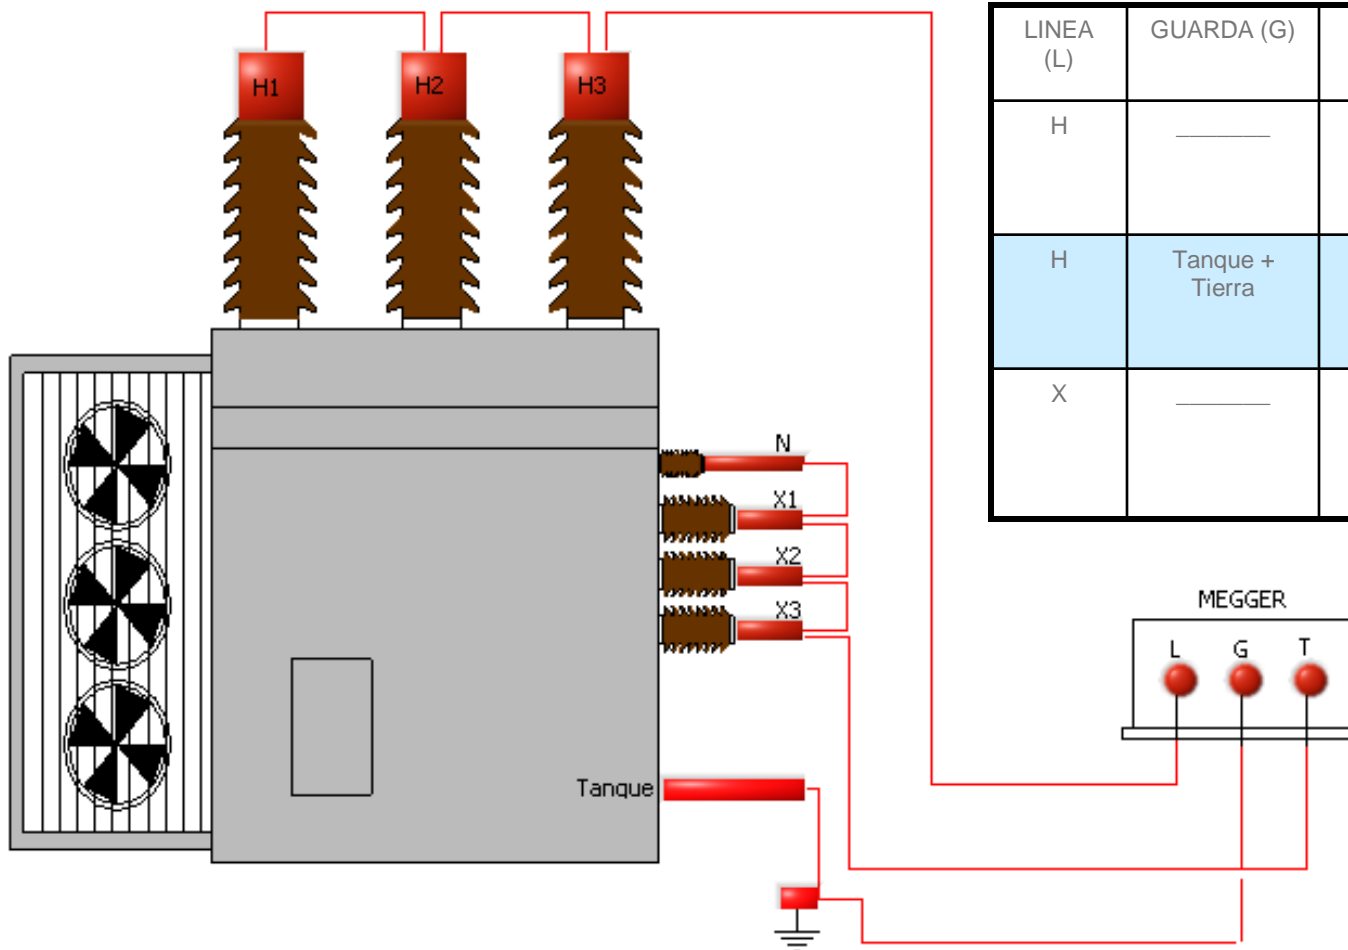 H1
H2
H3
LINEA
(L)
GUARDA (G)
H
_______
H
Tanque +
Tierra
X
_______
N
X1
X2
X3
Tanque
MEGGER
L
G
T